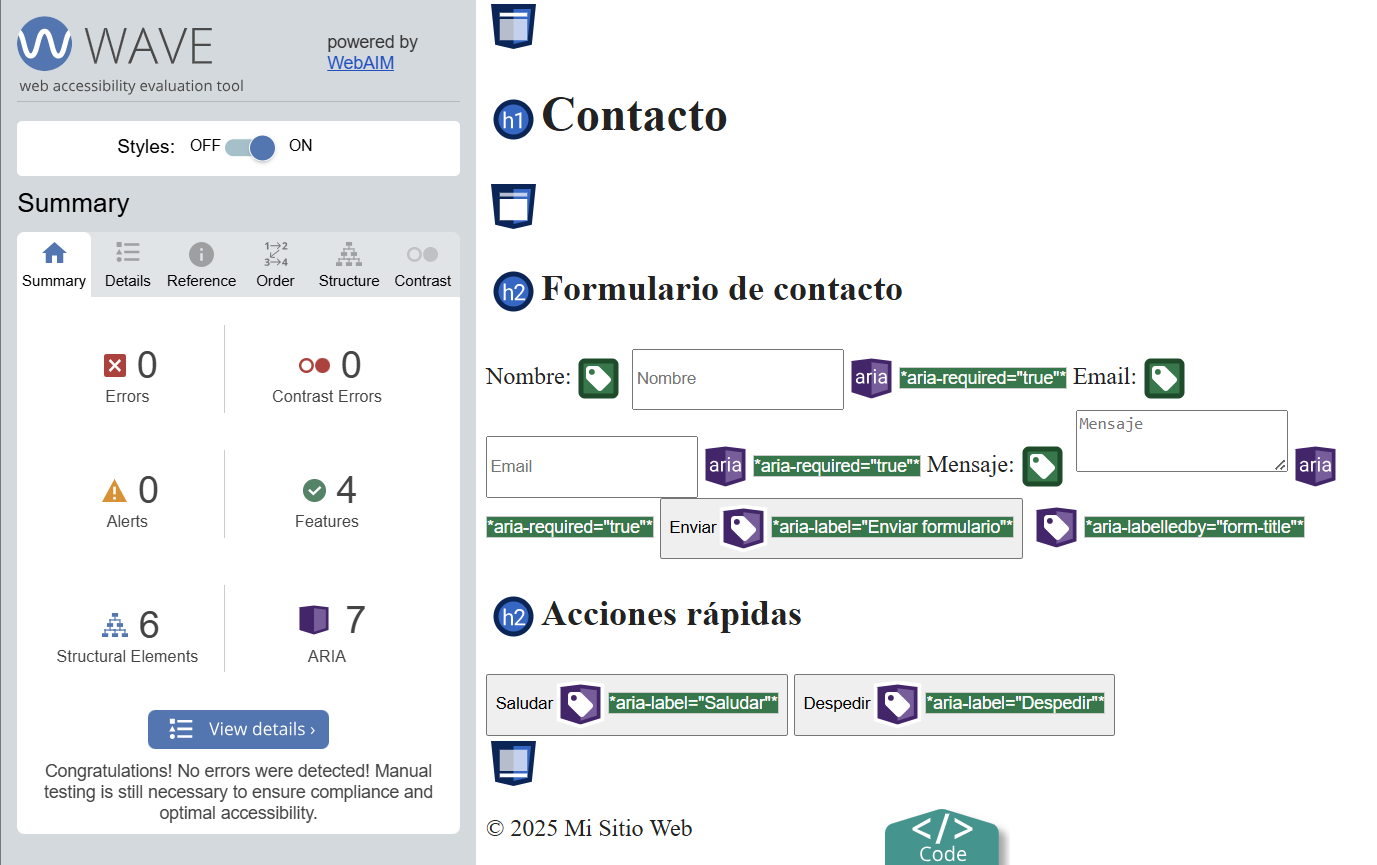 WAVE
powered by
WebAIM
web accessibility evaluation tool
Styles: OFF ON
Summary
Summary Details Reference Order Structure Contrast
0 0
Errors Contrast Errors
0 4
Alerts Features
6 7
Structural Elements ARIA
View details ›
Congratulations! No errors were detected! Manual
testing is still necessary to ensure compliance and
optimal accessibility.
h1 Contacto
h2 Formulario de contacto
Nombre: Nombre aria *aria-required="true"* Email:
Email aria *aria-required="true"* Mensaje: Mensaje aria
*aria-required="true"* Enviar *aria-label="Enviar formulario"* *aria-labelledby="form-title"*
h2 Acciones rápidas
Saludar *aria-label="Saludar"* Despedir *aria-label="Despedir"*
© 2025 Mi Sitio Web
</>
Code